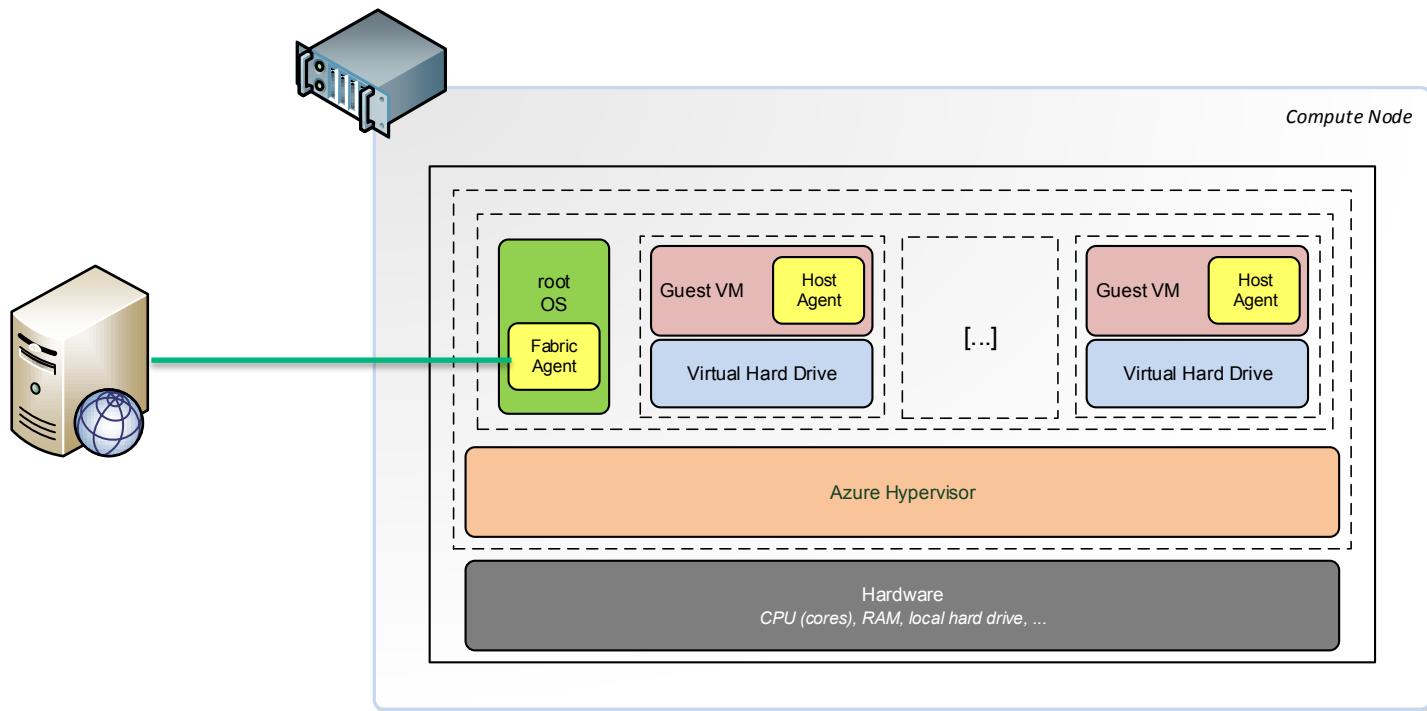 Compute Node
root
OS
Fabric
Agent
Guest VM
Host
Agent
Virtual Hard Drive
[...]
Guest VM
Host
Agent
Virtual Hard Drive
Azure Hypervisor
Hardware
CPU (cores), RAM, local hard drive, ...